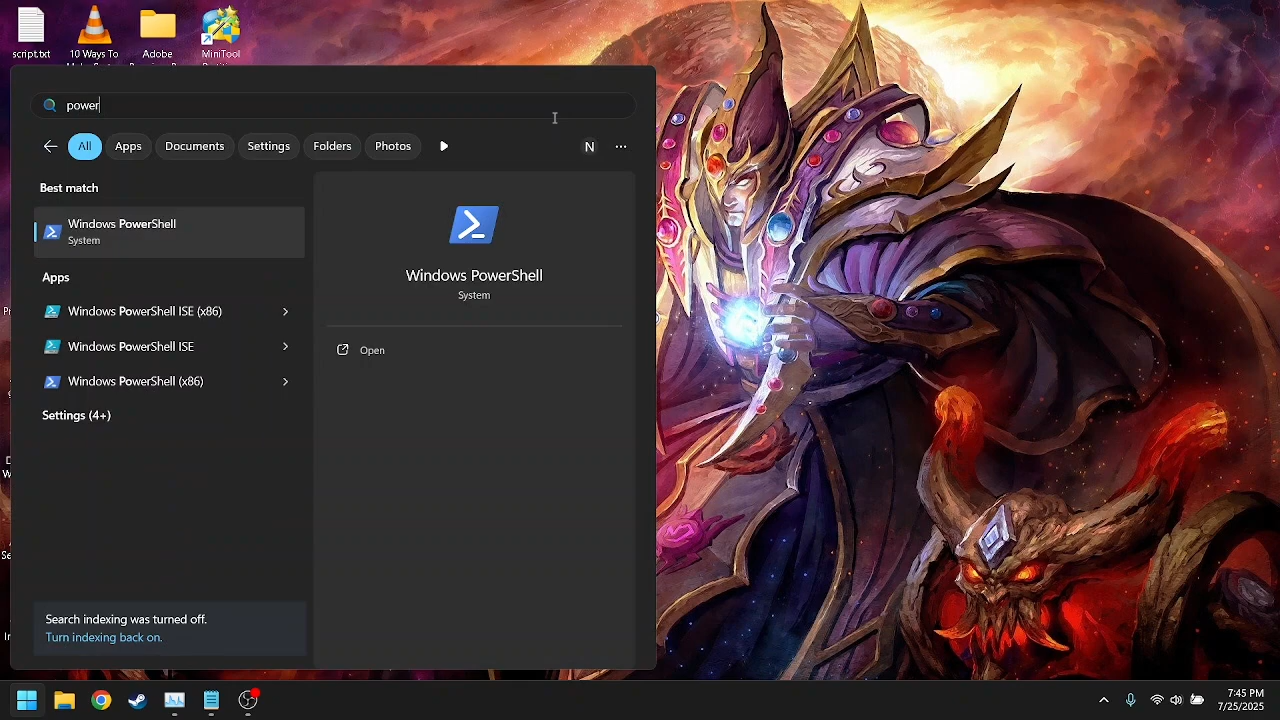 script.txt
10 Ways To
Adobe
MiniTool
power
All
Apps
Documents
Settings
Folders
Photos
N
Best match
Windows PowerShell
System
Apps
Windows PowerShell ISE (x86)
Windows PowerShell ISE
Windows PowerShell (x86)
Settings (4+)
Windows PowerShell
System
Open
Search indexing was turned off.
Turn indexing back on.
7:45 PM
7/25/2025